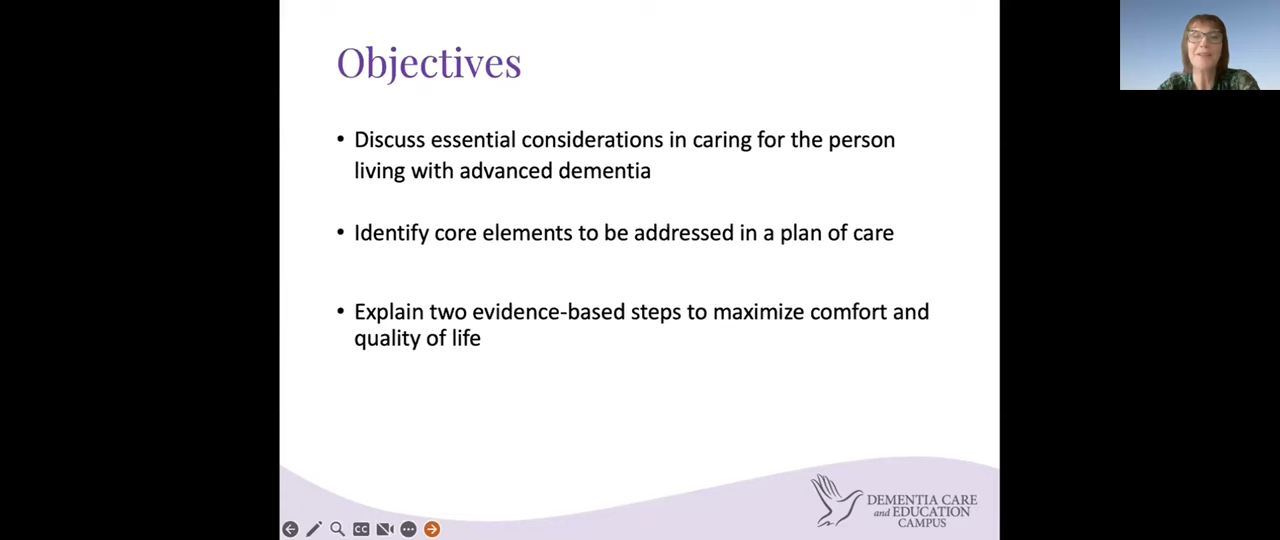 Objectives
• Discuss essential considerations in caring for the person
living with advanced dementia
• Identify core elements to be addressed in a plan of care
• Explain two evidence-based steps to maximize comfort and
quality of life
DEMENTIA CARE
and EDUCATION
CAMPUS
CC